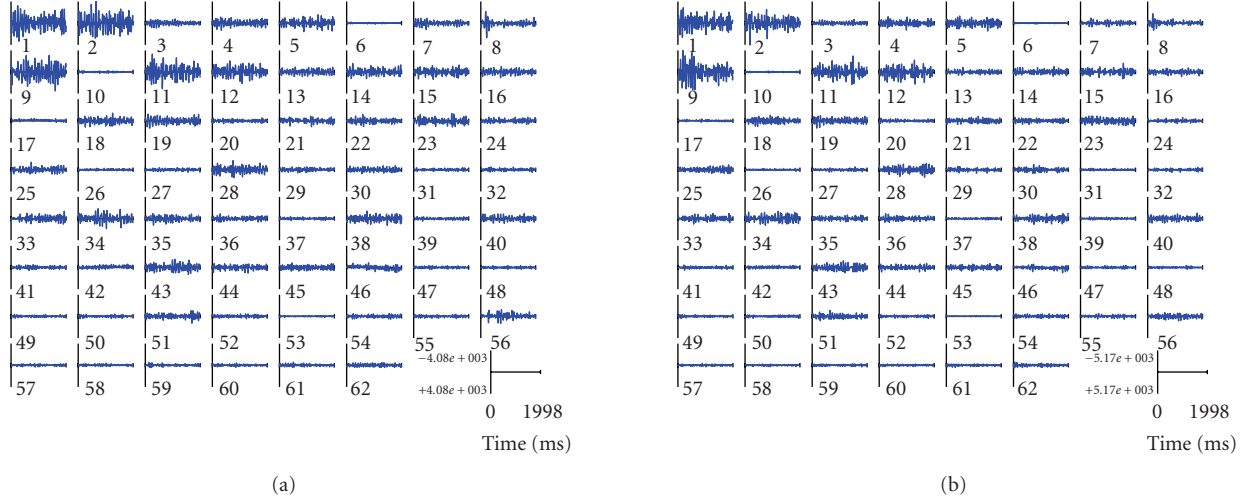 1 2 3 4 5 6 7 8
9 10 11 12 13 14 15 16
17 18 19 20 21 22 23 24
25 26 27 28 29 30 31 32
33 34 35 36 37 38 39 40
41 42 43 44 45 46 47 48
49 50 51 52 53 54 55 56
−4.08e + 003
57 58 59 60 61 62 +4.08e + 003
0 1998
Time (ms)
(a)
1 2 3 4 5 6 7 8
9 10 11 12 13 14 15 16
17 18 19 20 21 22 23 24
25 26 27 28 29 30 31 32
33 34 35 36 37 38 39 40
41 42 43 44 45 46 47 48
49 50 51 52 53 54 55 56
−5.17e + 003
57 58 59 60 61 62 +5.17e + 003
0 1998
Time (ms)
(b)